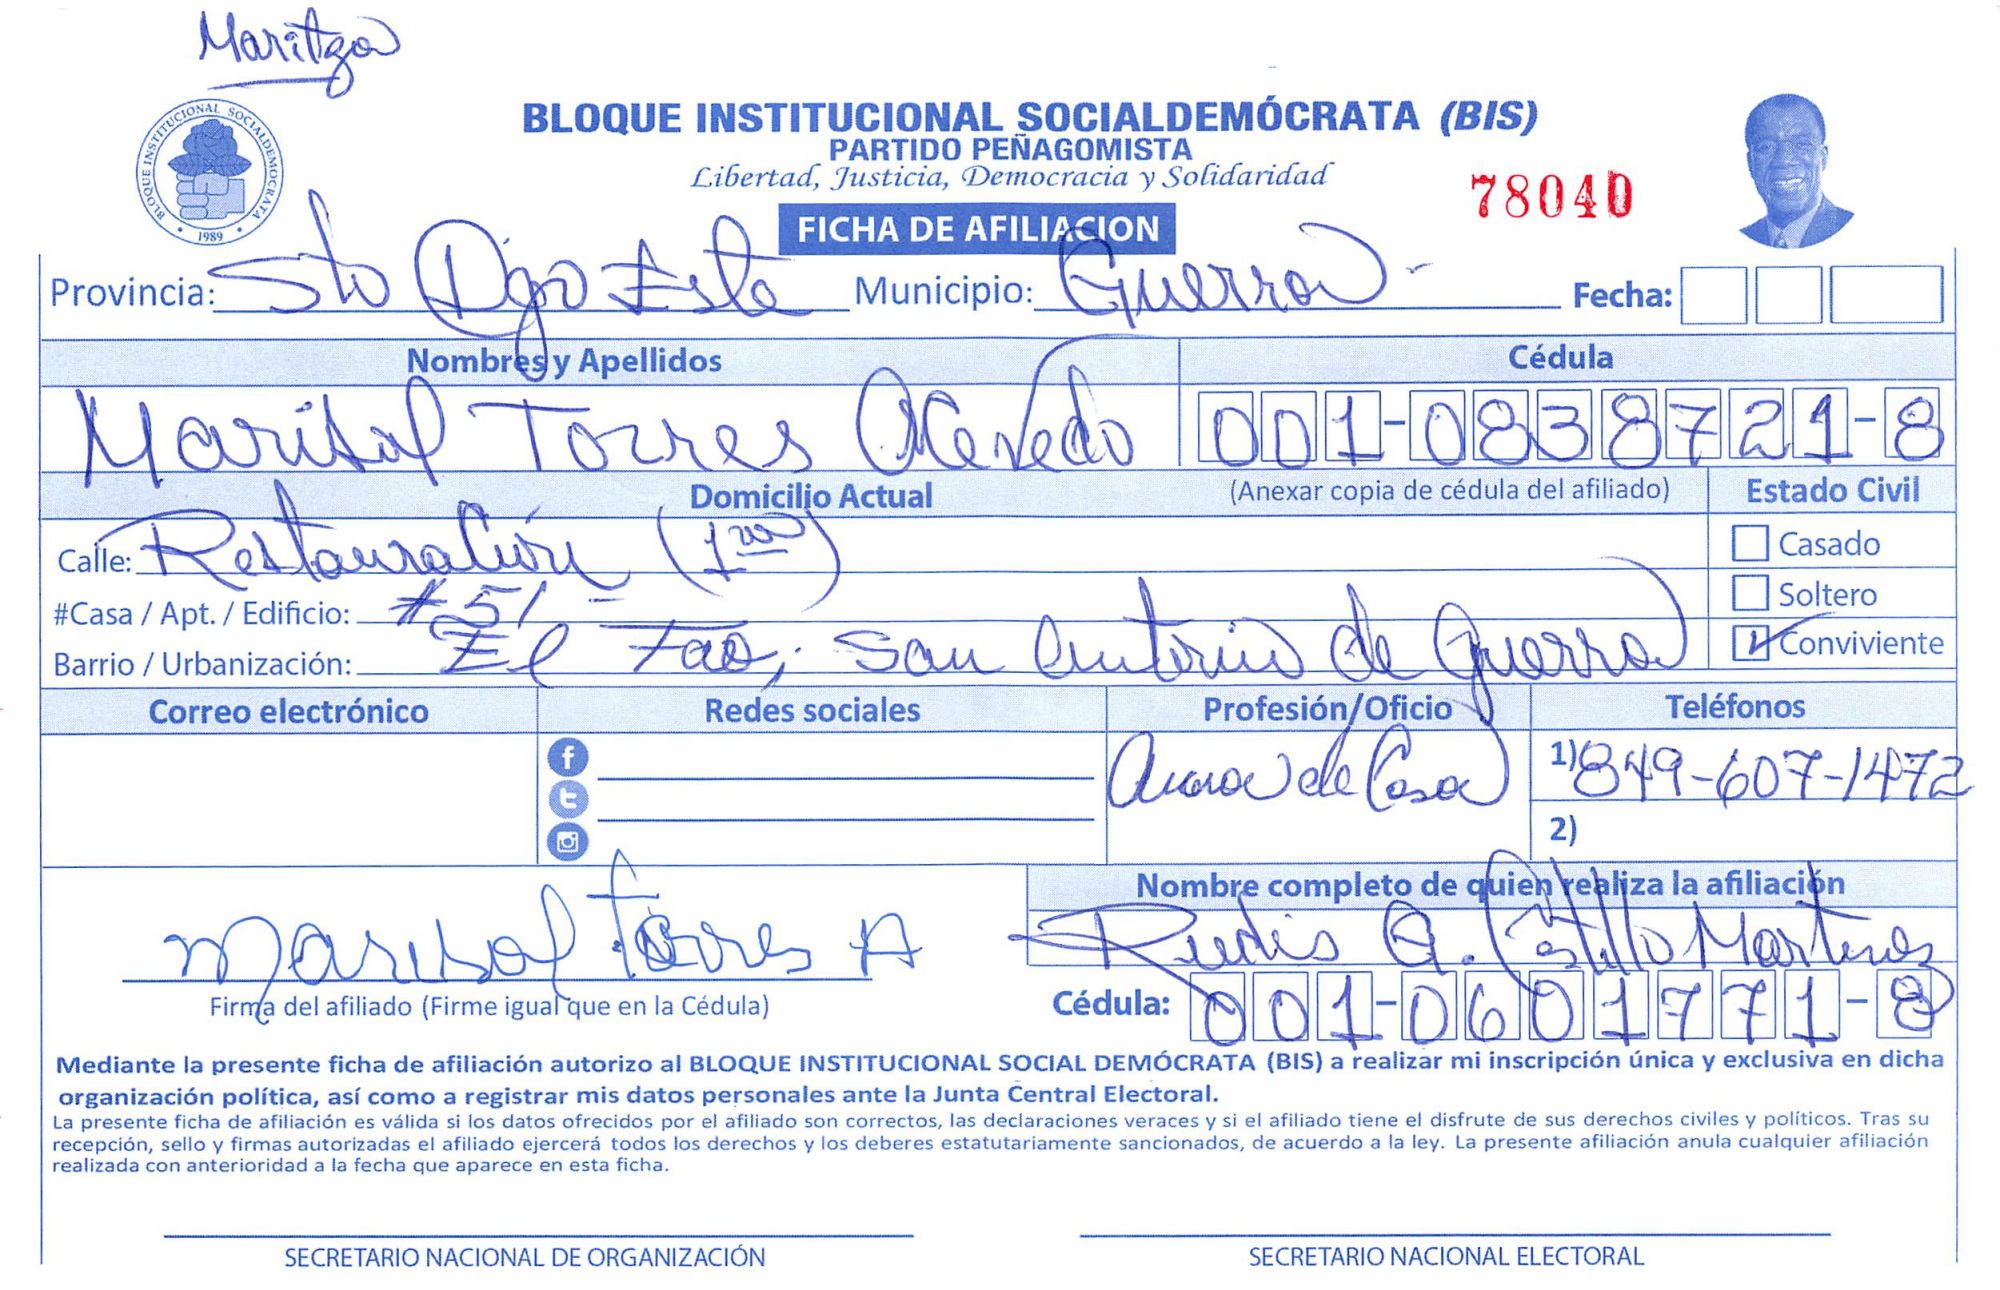 Maritza
BLOQUE INSTITUCIONAL SOCIALDEMOCRATA
1989
BLOQUE INSTITUCIONAL SOCIALDEMÓCRATA (BIS)
PARTIDO PEÑAGOMISTA
Libertad, Justicia, Democracia y Solidaridad
78040
FICHA DE AFILIACION
Provincia: Sto Dgo Este Municipio: Guerra Fecha:
Nombres y Apellidos Cédula
Marisol Torres Acevedo 001-0838721-8
Domicilio Actual (Anexar copia de cédula del afiliado) Estado Civil
Calle: Restauración (1ra) Casado
#Casa / Apt. / Edificio: #51 Soltero
Barrio / Urbanización: El Fao, San Antonio de Guerra Conviviente
Correo electrónico Redes sociales Profesión/Oficio Teléfonos
Ama de Casa 1) 849-607-1472
2)
Nombre completo de quien realiza la afiliación
Marisol Torres A Rudis A. Castillo Martinez
Firma del afiliado (Firme igual que en la Cédula) Cédula: 001-0601771-8
Mediante la presente ficha de afiliación autorizo al BLOQUE INSTITUCIONAL SOCIAL DEMÓCRATA (BIS) a realizar mi inscripción única y exclusiva en dicha
organización política, así como a registrar mis datos personales ante la Junta Central Electoral.
La presente ficha de afiliación es válida si los datos ofrecidos por el afiliado son correctos, las declaraciones veraces y si el afiliado tiene el disfrute de sus derechos civiles y políticos. Tras su
recepción, sello y firmas autorizadas el afiliado ejercerá todos los derechos y los deberes estatutariamente sancionados, de acuerdo a la ley. La presente afiliación anula cualquier afiliación
realizada con anterioridad a la fecha que aparece en esta ficha.
SECRETARIO NACIONAL DE ORGANIZACIÓN SECRETARIO NACIONAL ELECTORAL